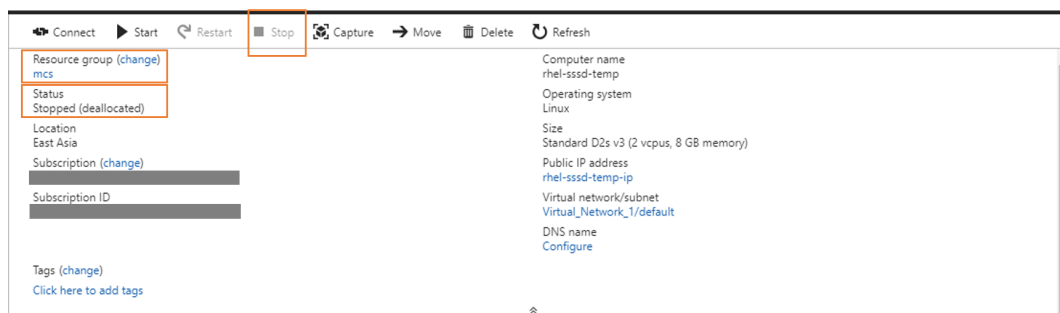 Connect Start Restart Stop Capture Move Delete Refresh
Resource group (change)
mcs
Status
Stopped (deallocated)
Location
East Asia
Subscription (change)
Subscription ID
Tags (change)
Click here to add tags
Computer name
rhel-sssd-temp
Operating system
Linux
Size
Standard D2s v3 (2 vcpus, 8 GB memory)
Public IP address
rhel-sssd-temp-ip
Virtual network/subnet
Virtual_Network_1/default
DNS name
Configure